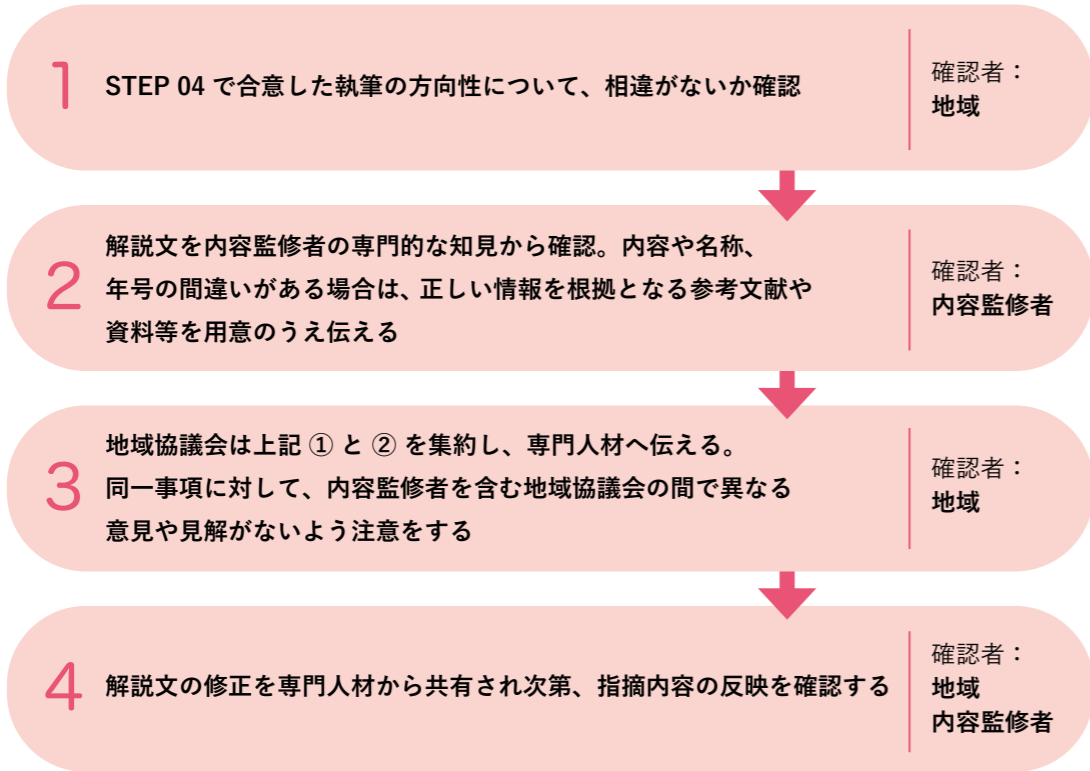 1
STEP 04 で合意した執筆の方向性について、相違がないか確認
確認者：
地域
2
解説文を内容監修者の専門的な知見から確認。内容や名称、
年号の間違いがある場合は、正しい情報を根拠となる参考文献や
資料等を用意のうえ伝える
確認者：
内容監修者
3
地域協議会は上記 ① と ② を集約し、専門人材へ伝える。
同一事項に対して、内容監修者を含む地域協議会の間で異なる
意見や見解がないよう注意をする
確認者：
地域
4
解説文の修正を専門人材から共有され次第、指摘内容の反映を確認する
確認者：
地域
内容監修者